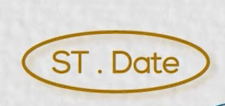 ST . Date